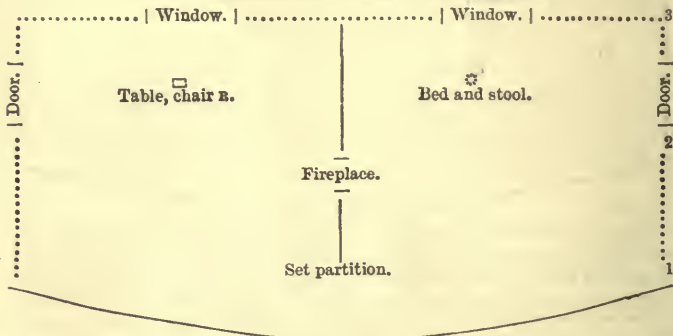 | Window. | | Window. | 3
| Door. | | Door. |
Table, chair R. Bed and stool.
2
Fireplace.
Set partition.
1